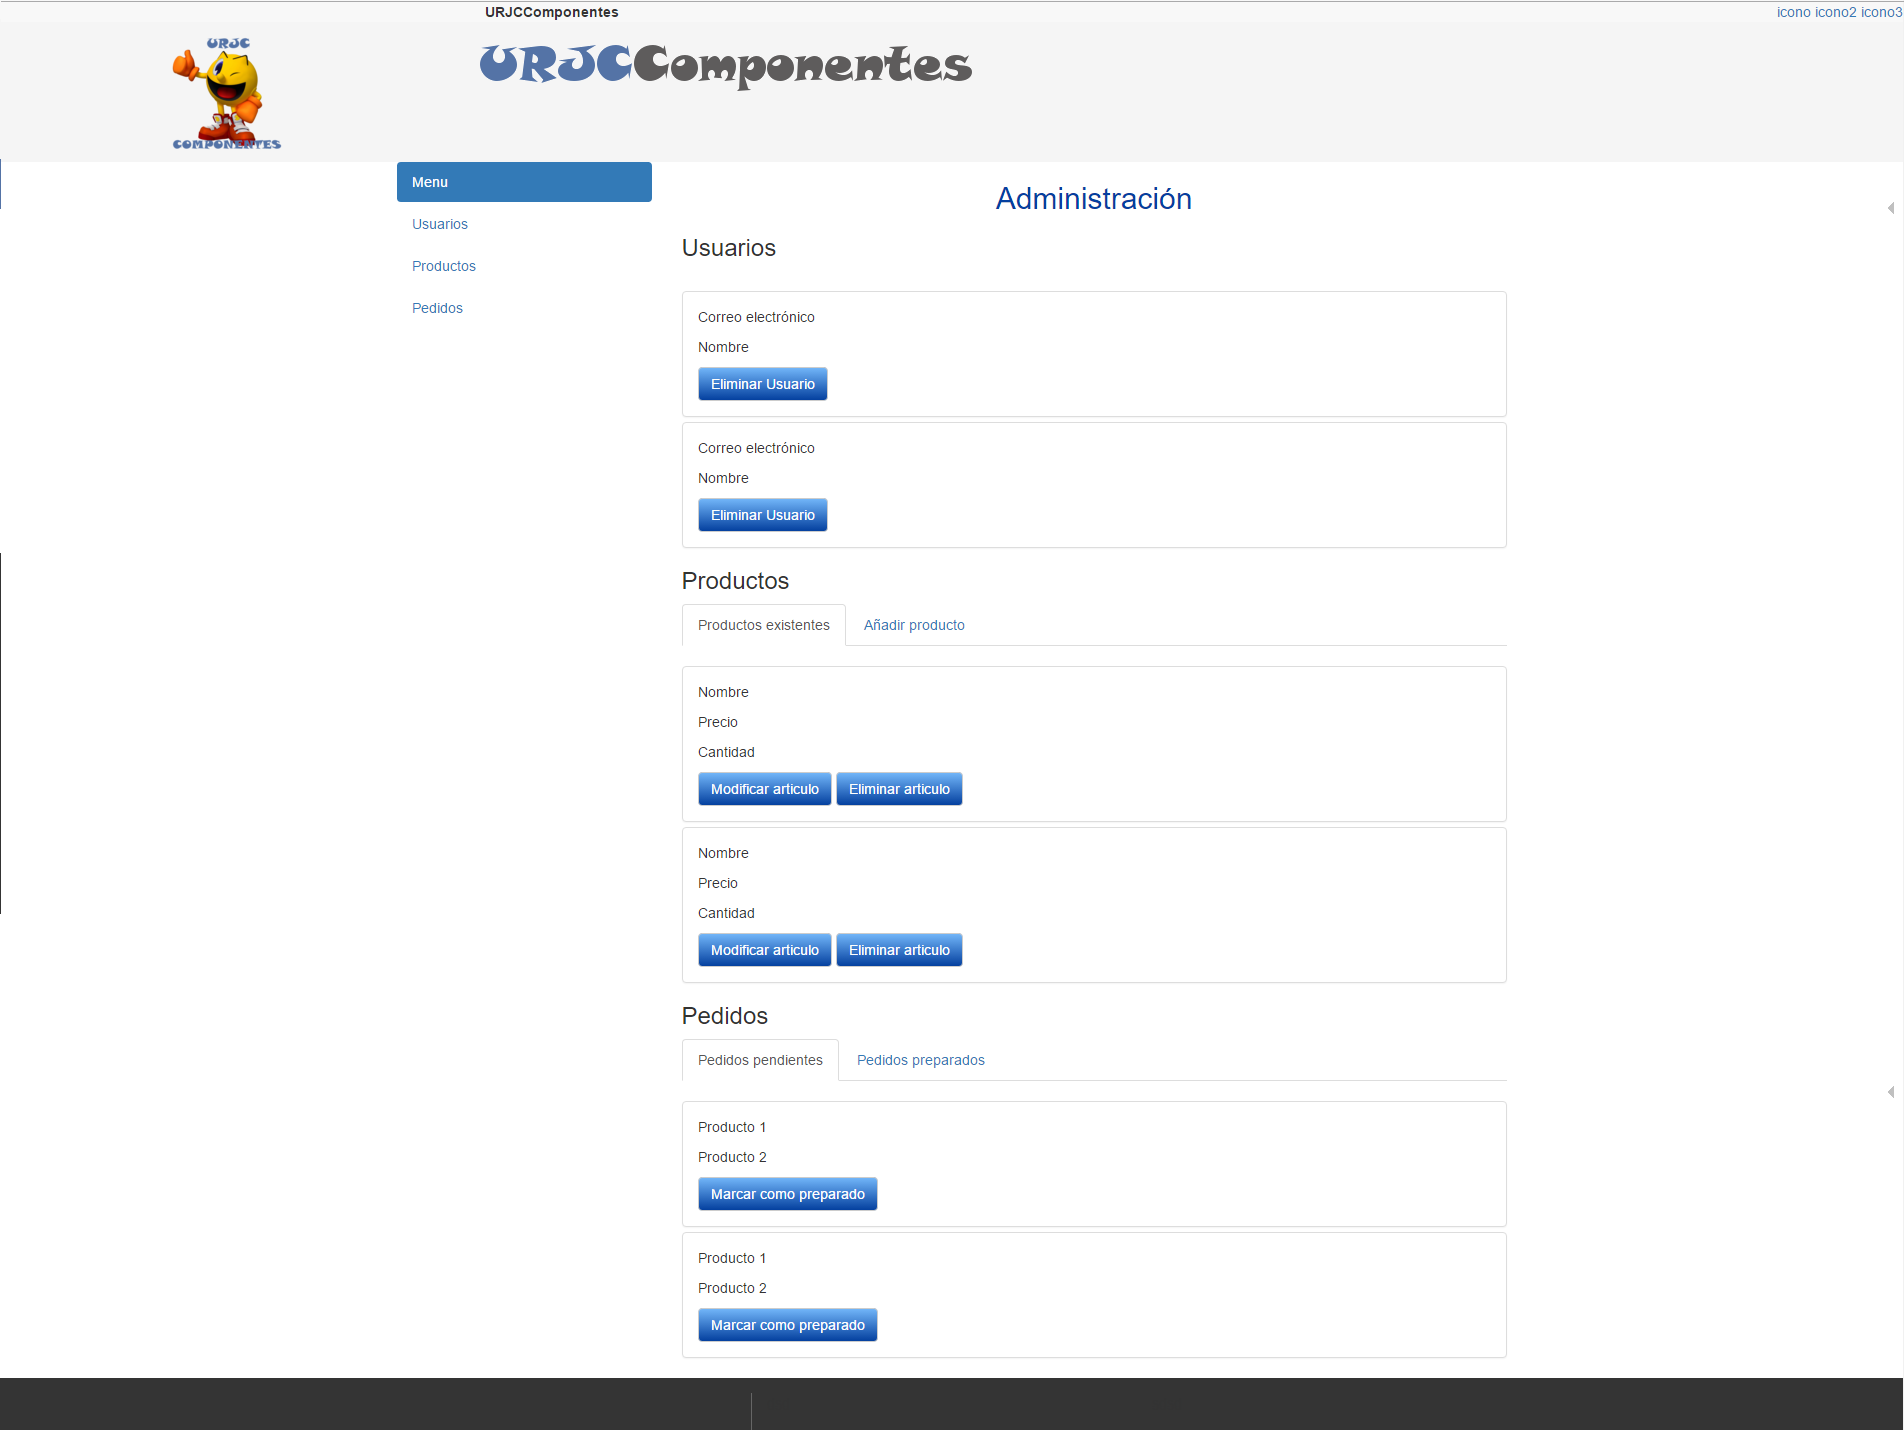 URJCComponentes
icono icono2 icono3
URJC
COMPONENTES
URJCComponentes
Menu
Usuarios
Productos
Pedidos
Administración
Usuarios
Correo electrónico
Nombre
Eliminar Usuario
Correo electrónico
Nombre
Eliminar Usuario
Productos
Productos existentes Añadir producto
Nombre
Precio
Cantidad
Modificar articulo Eliminar articulo
Nombre
Precio
Cantidad
Modificar articulo Eliminar articulo
Pedidos
Pedidos pendientes Pedidos preparados
Producto 1
Producto 2
Marcar como preparado
Producto 1
Producto 2
Marcar como preparado